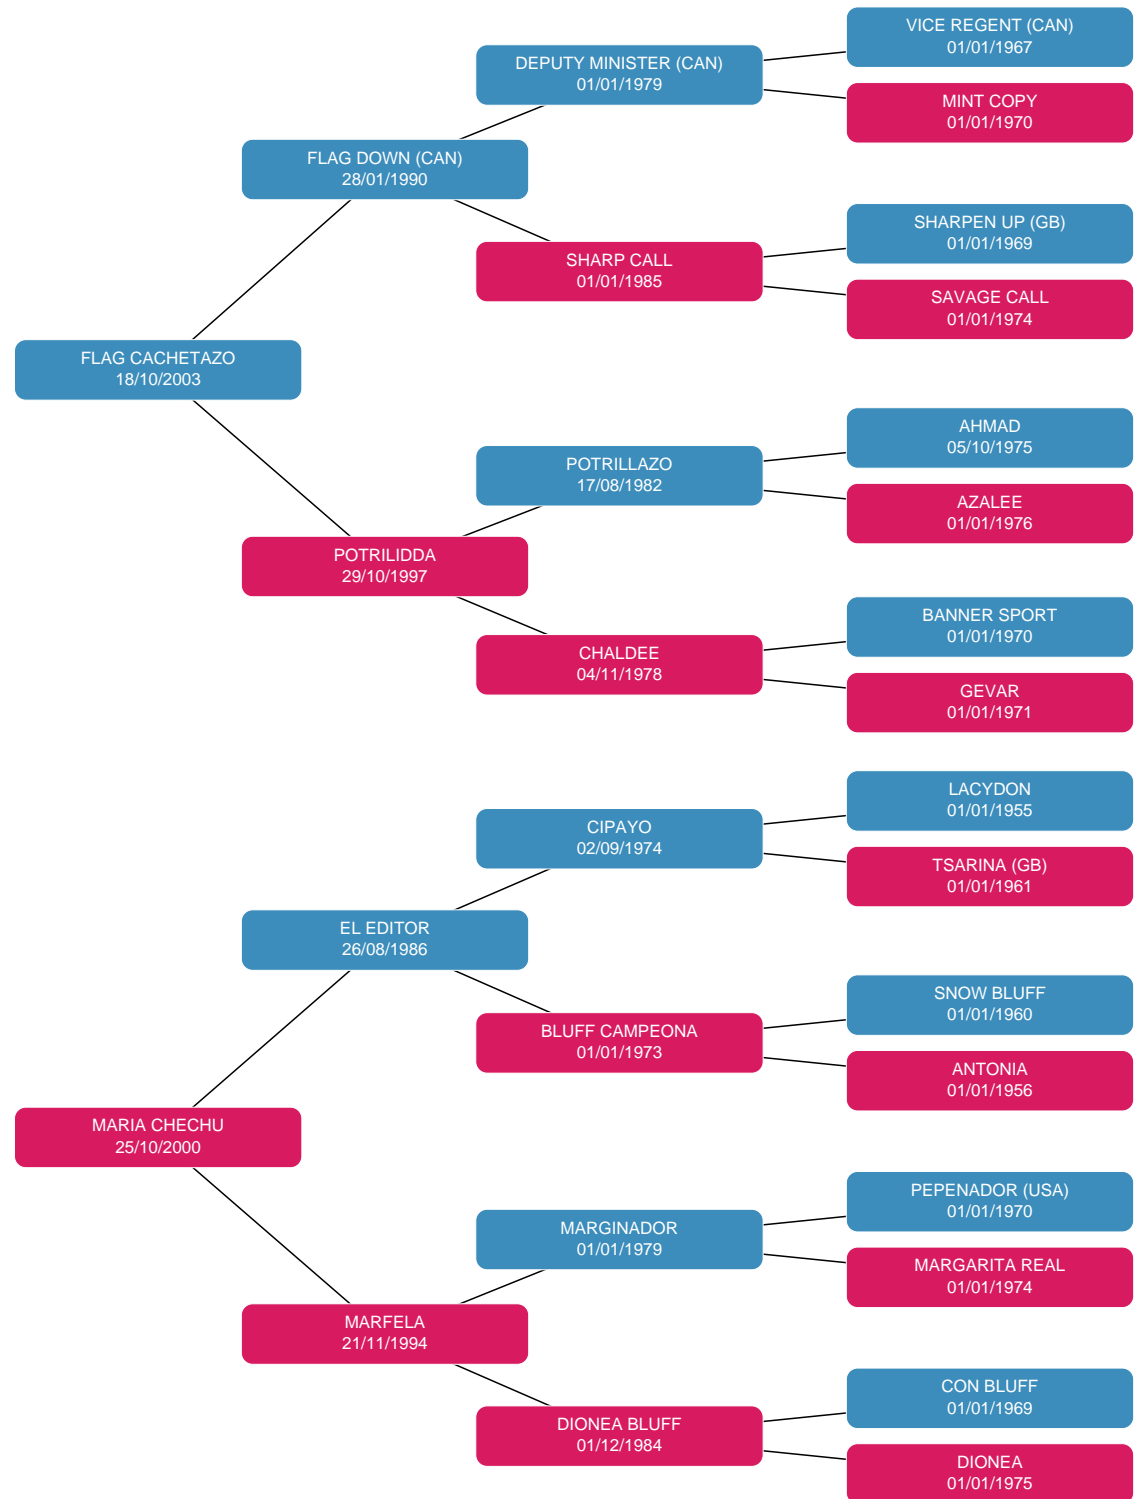 VICE REGENT (CAN)
01/01/1967
DEPUTY MINISTER (CAN)
01/01/1979
MINT COPY
01/01/1970
FLAG DOWN (CAN)
28/01/1990
SHARPEN UP (GB)
01/01/1969
SHARP CALL
01/01/1985
SAVAGE CALL
01/01/1974
FLAG CACHETAZO
18/10/2003
AHMAD
05/10/1975
POTRILLAZO
17/08/1982
AZALEE
01/01/1976
POTRILIDDA
29/10/1997
BANNER SPORT
01/01/1970
CHALDEE
04/11/1978
GEVAR
01/01/1971
LACYDON
01/01/1955
CIPAYO
02/09/1974
TSARINA (GB)
01/01/1961
EL EDITOR
26/08/1986
SNOW BLUFF
01/01/1960
BLUFF CAMPEONA
01/01/1973
ANTONIA
01/01/1956
MARIA CHECHU
25/10/2000
PEPENADOR (USA)
01/01/1970
MARGINADOR
01/01/1979
MARGARITA REAL
01/01/1974
MARFELA
21/11/1994
CON BLUFF
01/01/1969
DIONEA BLUFF
01/12/1984
DIONEA
01/01/1975